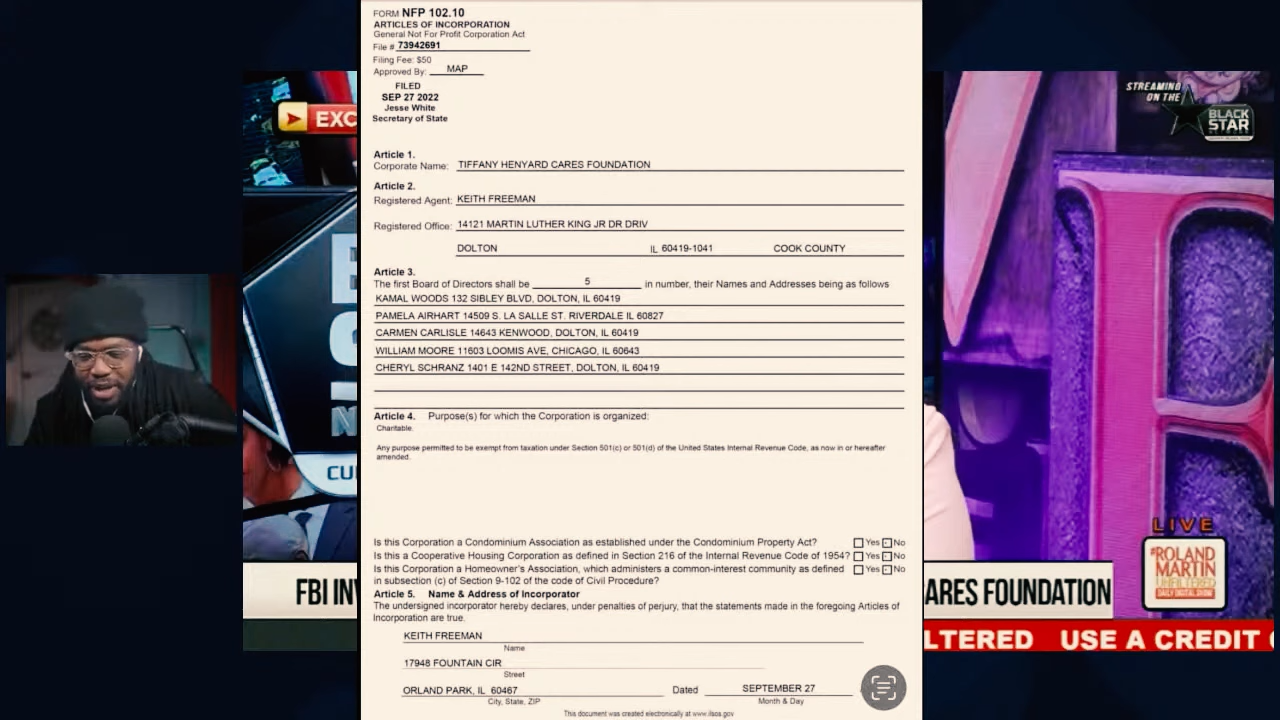 FORM NFP 102.10
ARTICLES OF INCORPORATION
General Not For Profit Corporation Act
File # 73942691
Filing Fee: $50
Approved By: MAP
FILED
SEP 27 2022
Jesse White
Secretary of State
Article 1.
Corporate Name: TIFFANY HENYARD CARES FOUNDATION
Article 2.
Registered Agent: KEITH FREEMAN
Registered Office: 14121 MARTIN LUTHER KING JR DR DRIV
DOLTON IL 60419-1041 COOK COUNTY
Article 3.
The first Board of Directors shall be 5 in number, their Names and Addresses being as follows
KAMAL WOODS 132 SIBLEY BLVD, DOLTON, IL 60419
PAMELA AIRHART 14509 S. LA SALLE ST. RIVERDALE IL 60827
CARMEN CARLISLE 14643 KENWOOD, DOLTON, IL 60419
WILLIAM MOORE 11603 LOOMIS AVE, CHICAGO, IL 60643
CHERYL SCHRANZ 1401 E 142ND STREET, DOLTON, IL 60419
Article 4. Purpose(s) for which the Corporation is organized:
Charitable.
Any purpose permitted to be exempt from taxation under Section 501(c) or 501(d) of the United States Internal Revenue Code, as now in or hereafter
amended.
Is this Corporation a Condominium Association as established under the Condominium Property Act? Yes No
Is this a Cooperative Housing Corporation as defined in Section 216 of the Internal Revenue Code of 1954? Yes No
Is this Corporation a Homeowner's Association, which administers a common-interest community as defined Yes No
in subsection (c) of Section 9-102 of the code of Civil Procedure?
Article 5. Name & Address of Incorporator
The undersigned incorporator hereby declares, under penalties of perjury, that the statements made in the foregoing Articles of
Incorporation are true.
KEITH FREEMAN
Name
17948 FOUNTAIN CIR
Street
ORLAND PARK, IL 60467 Dated SEPTEMBER 27
City, State, ZIP Month & Day
This document was created electronically at www.ilsos.gov
EXC
CU
FBI IN
STREAMING
ON THE
BLACK
STAR
LIVE
#ROLAND
MARTIN
UNFILTERED
DAILY DIGITAL SHOW
ARES FOUNDATION
LTERED USE A CREDIT